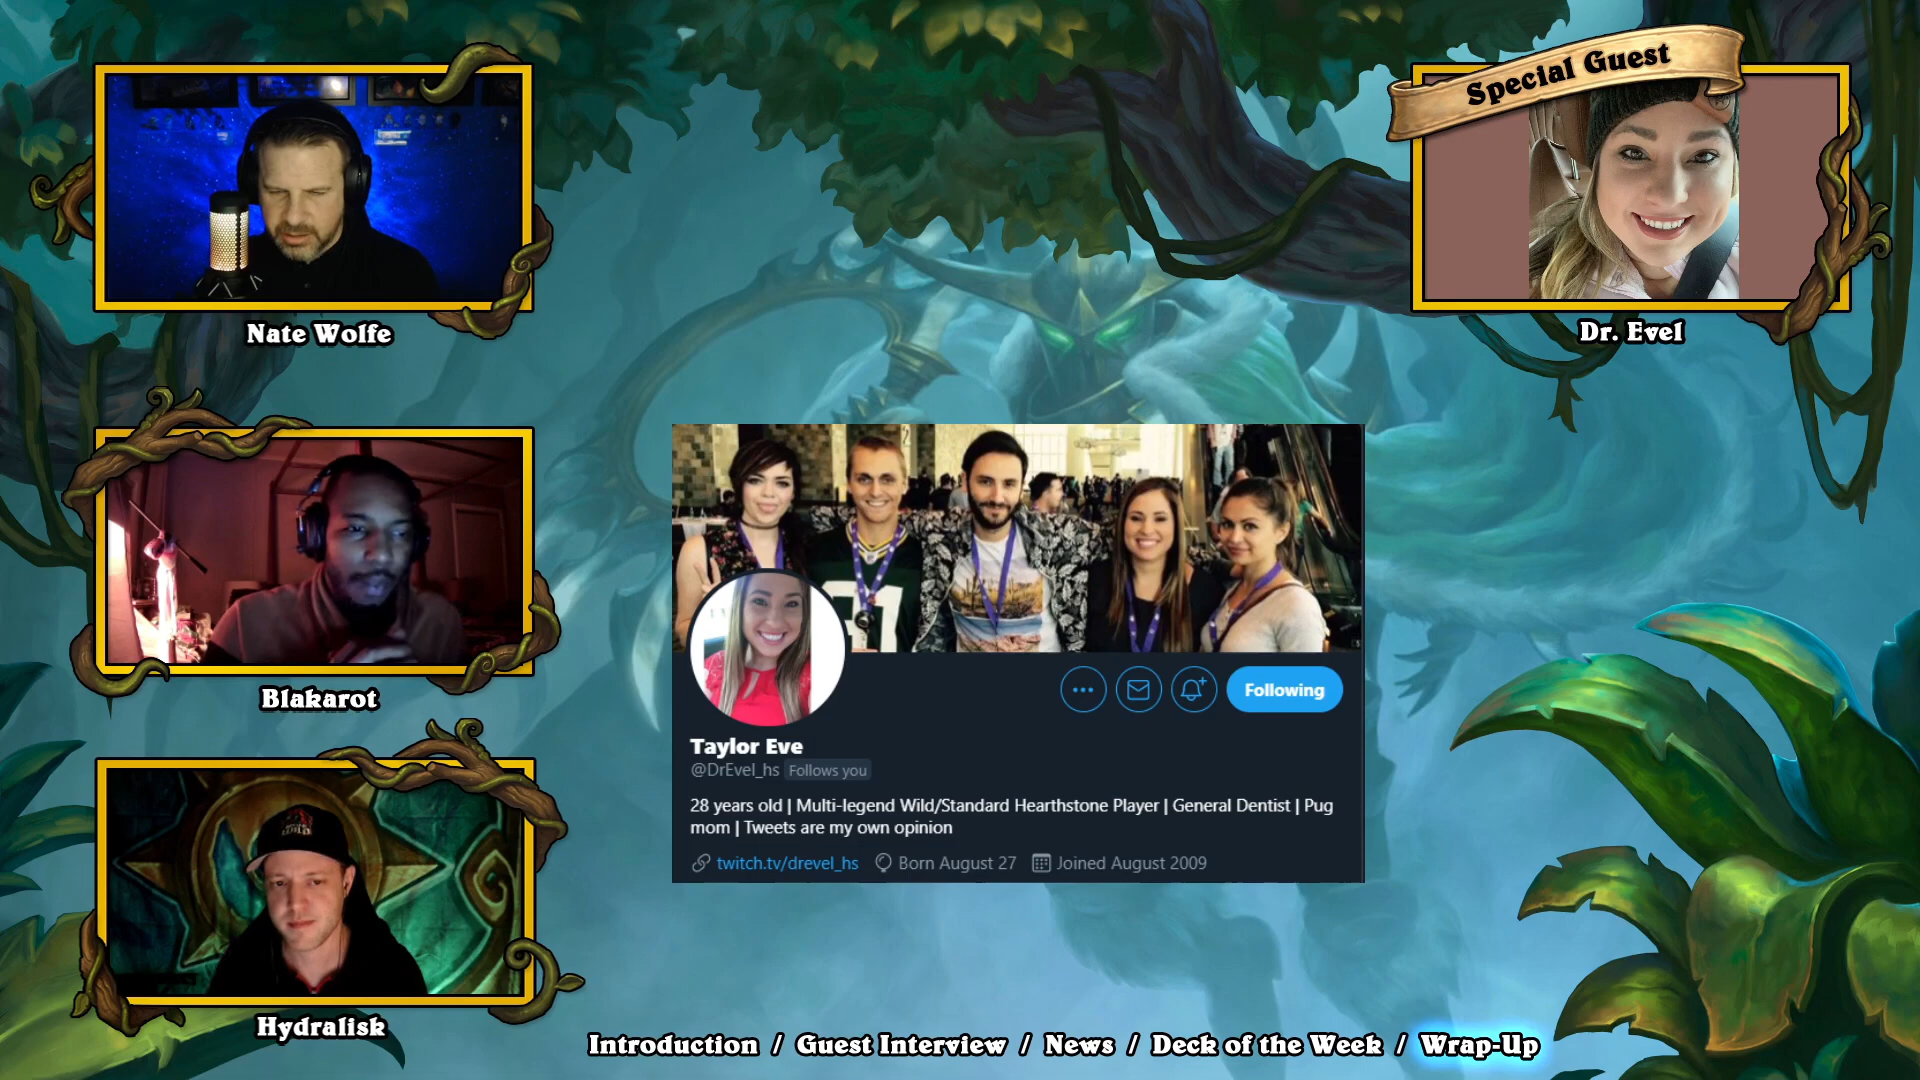 Special Guest
Nate Wolfe
Dr. Evel
Blakarot
Hydralisk
Following
Taylor Eve
@DrEvel_hs Follows you
28 years old | Multi-legend Wild/Standard Hearthstone Player | General Dentist | Pug
mom | Tweets are my own opinion
twitch.tv/drevel_hs Born August 27 Joined August 2009
Introduction / Guest Interview / News / Deck of the Week / Wrap-Up